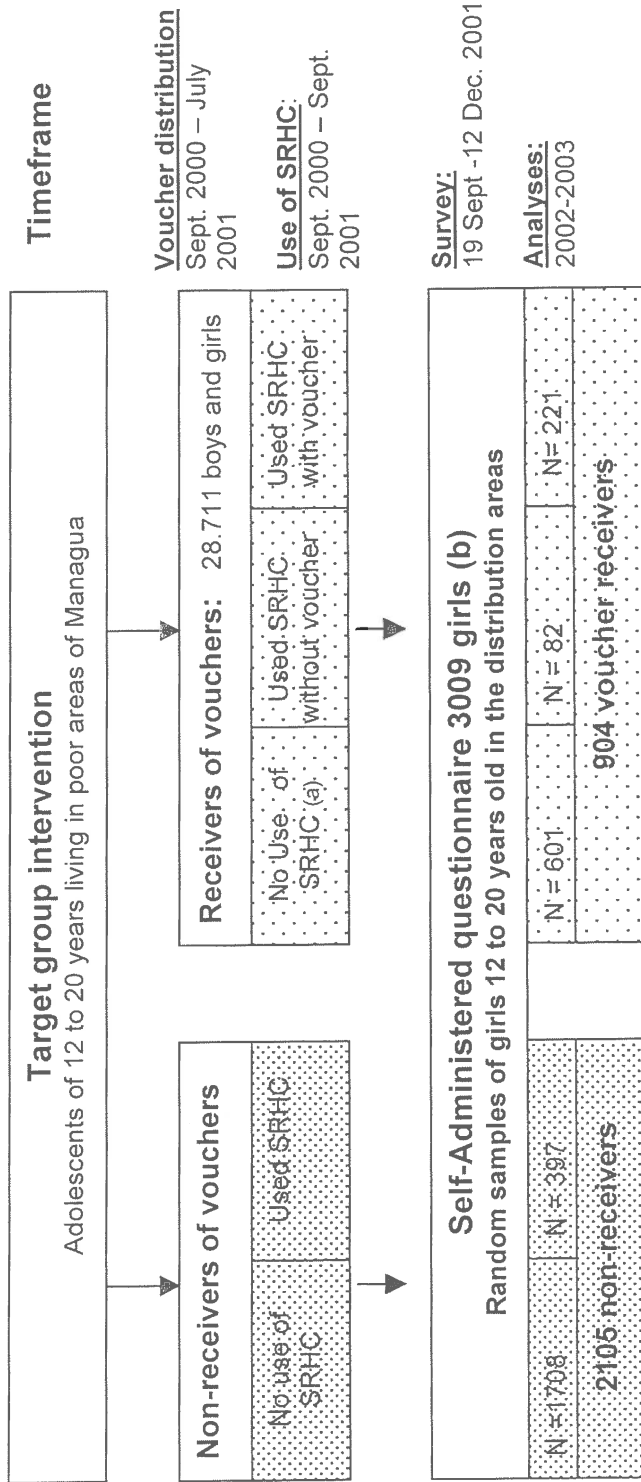 Target group intervention
Adolescents of 12 to 20 years living in poor areas of Managua
Timeframe
Non-receivers of vouchers
No use of
SRHC
Used SRHC
Receivers of vouchers: 28.711 boys and girls
No Use. of
SRHC (a)
Used SRHC
without voucher
Used SRHC
with voucher
Voucher distribution
Sept. 2000 – July
2001
Use of SRHC:
Sept. 2000 – Sept.
2001
Self-Administered questionnaire 3009 girls (b)
Random samples of girls 12 to 20 years old in the distribution areas
N =1708
N = 397
2105 non-receivers
N = 601
N = 82
N= 221
904 voucher receivers
Survey:
19 Sept -12 Dec. 2001
Analyses:
2002-2003